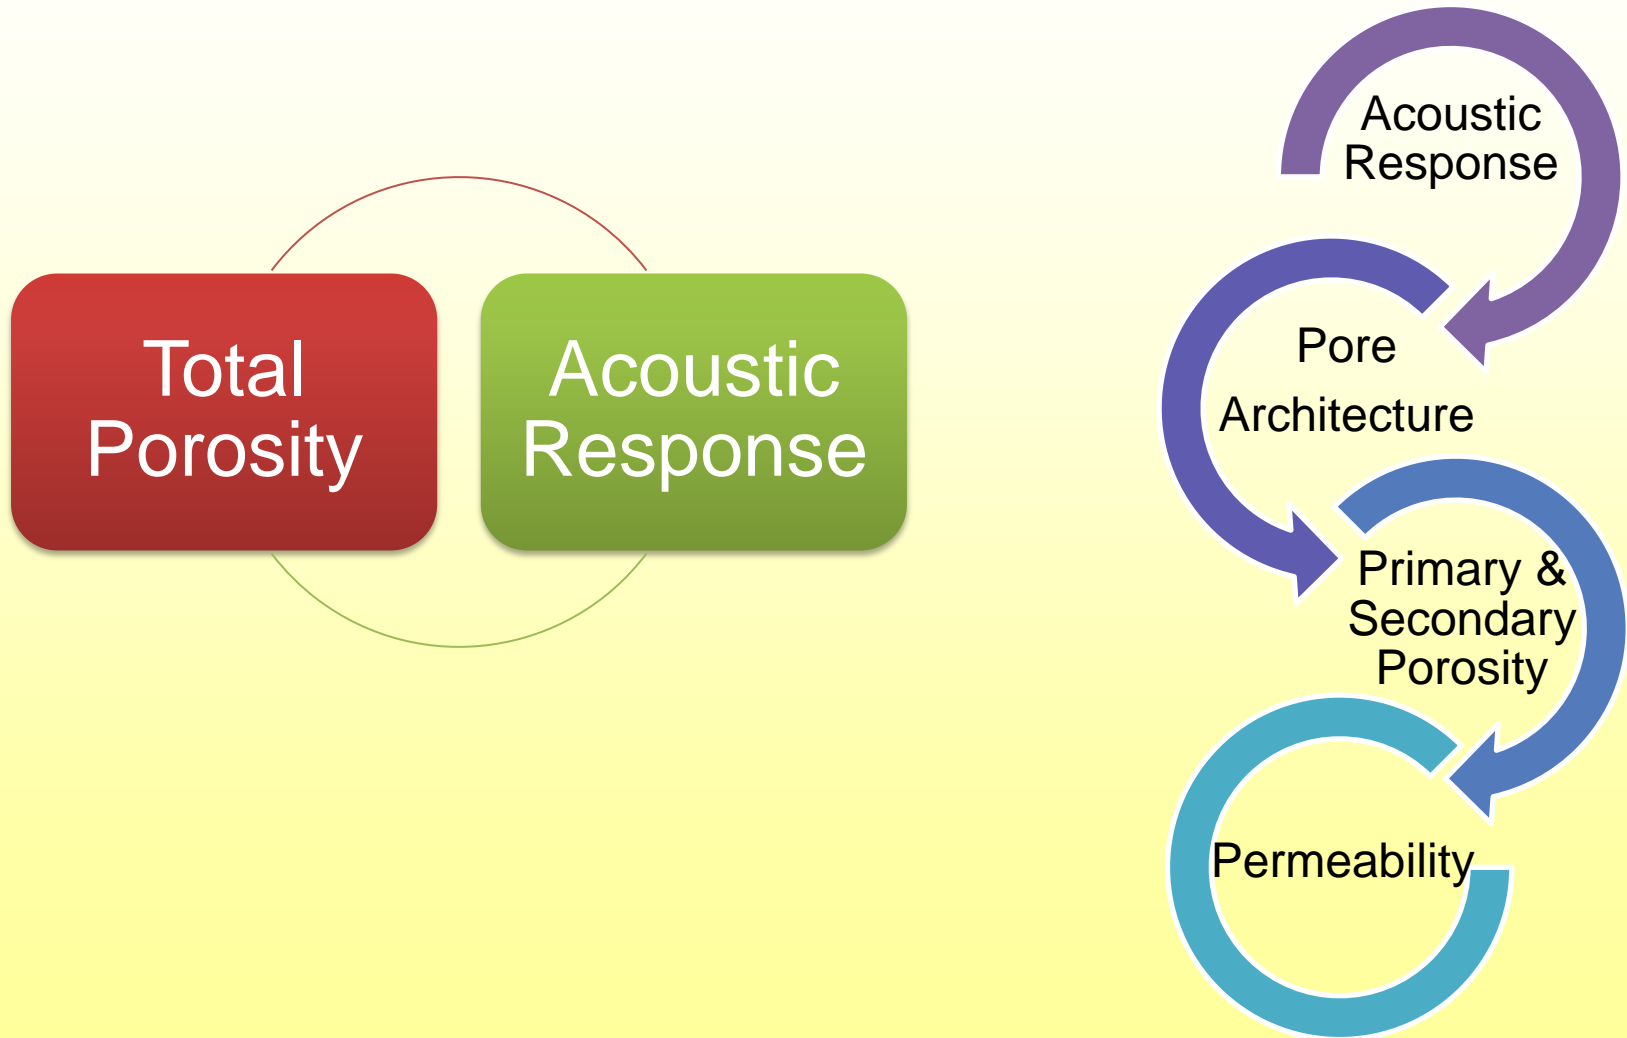 Total
Porosity
Acoustic
Response
Acoustic
Response
Pore
Architecture
Primary &
Secondary
Porosity
Permeability